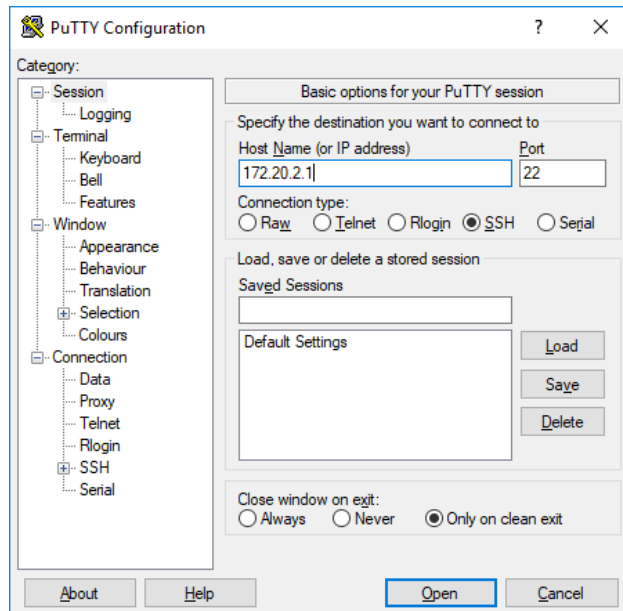 PuTTY Configuration
?
Category:
Session
Logging
Terminal
Keyboard
Bell
Features
Window
Appearance
Behaviour
Translation
Selection
Colours
Connection
Data
Proxy
Telnet
Rlogin
SSH
Serial
Basic options for your PuTTY session
Specify the destination you want to connect to
Host Name (or IP address) Port
172.20.2.1 22
Connection type:
Raw Telnet Rlogin SSH Serial
Load, save or delete a stored session
Saved Sessions
Default Settings
Load
Save
Delete
Close window on exit:
Always Never Only on clean exit
About Help Open Cancel